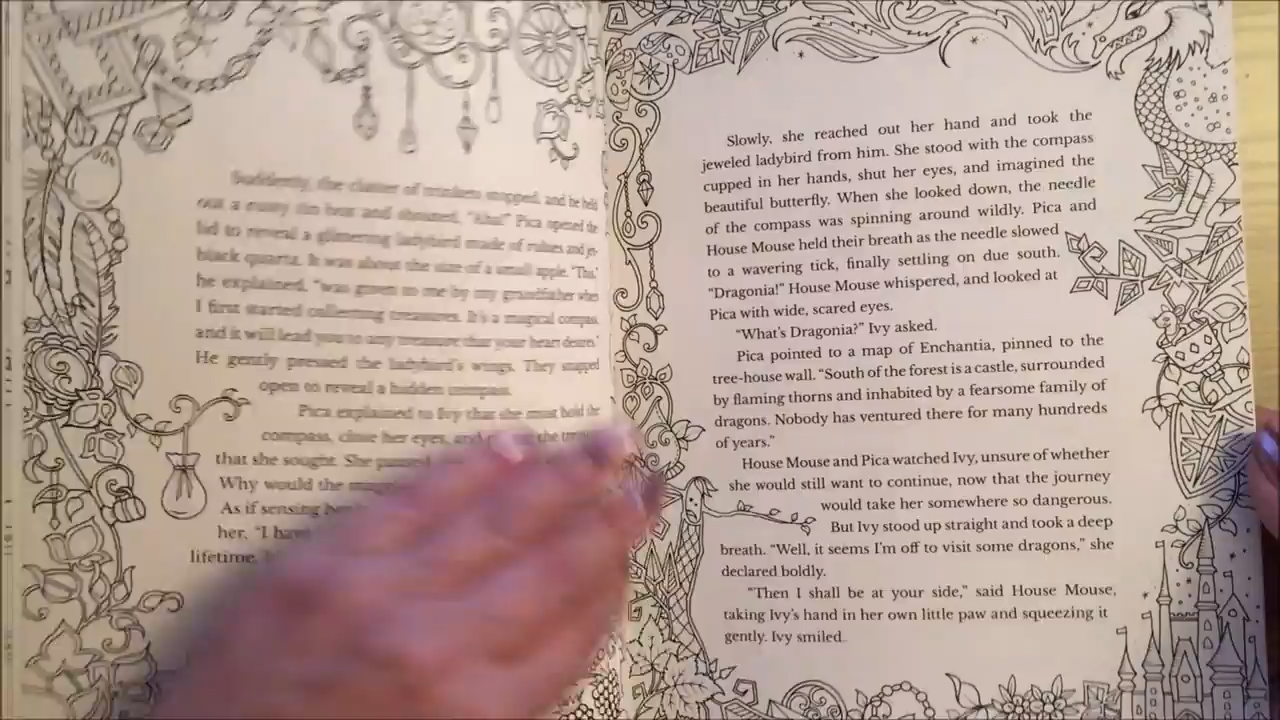 Suddenly, the clatter of trinkets stopped, and he held
out a rusty tin box and shouted, "Aha!" Pica opened the
lid to reveal a glittering ladybird made of rubies and jet-
black quartz. It was about the size of a small apple. "This,"
he explained, "was given to me by my grandfather when
I first started collecting treasures. It's a magical compass,
and it will lead you to any treasure that your heart desires."
He gently pressed the ladybird's wings. They snapped
open to reveal a hidden compass.
Pica explained to Ivy that she must hold the
compass, close her eyes, and the
that she sought. She
Why would the
As if sensing
her. "I have
lifetime.
Slowly, she reached out her hand and took the
jeweled ladybird from him. She stood with the compass
cupped in her hands, shut her eyes, and imagined the
beautiful butterfly. When she looked down, the needle
of the compass was spinning around wildly. Pica and
House Mouse held their breath as the needle slowed
to a wavering tick, finally settling on due south.
"Dragonia!" House Mouse whispered, and looked at
Pica with wide, scared eyes.
"What's Dragonia?" Ivy asked.
Pica pointed to a map of Enchantia, pinned to the
tree-house wall. "South of the forest is a castle, surrounded
by flaming thorns and inhabited by a fearsome family of
dragons. Nobody has ventured there for many hundreds
of years."
House Mouse and Pica watched Ivy, unsure of whether
she would still want to continue, now that the journey
would take her somewhere so dangerous.
But Ivy stood up straight and took a deep
breath. "Well, it seems I'm off to visit some dragons," she
declared boldly.
"Then I shall be at your side," said House Mouse,
taking Ivy's hand in her own little paw and squeezing it
gently. Ivy smiled.